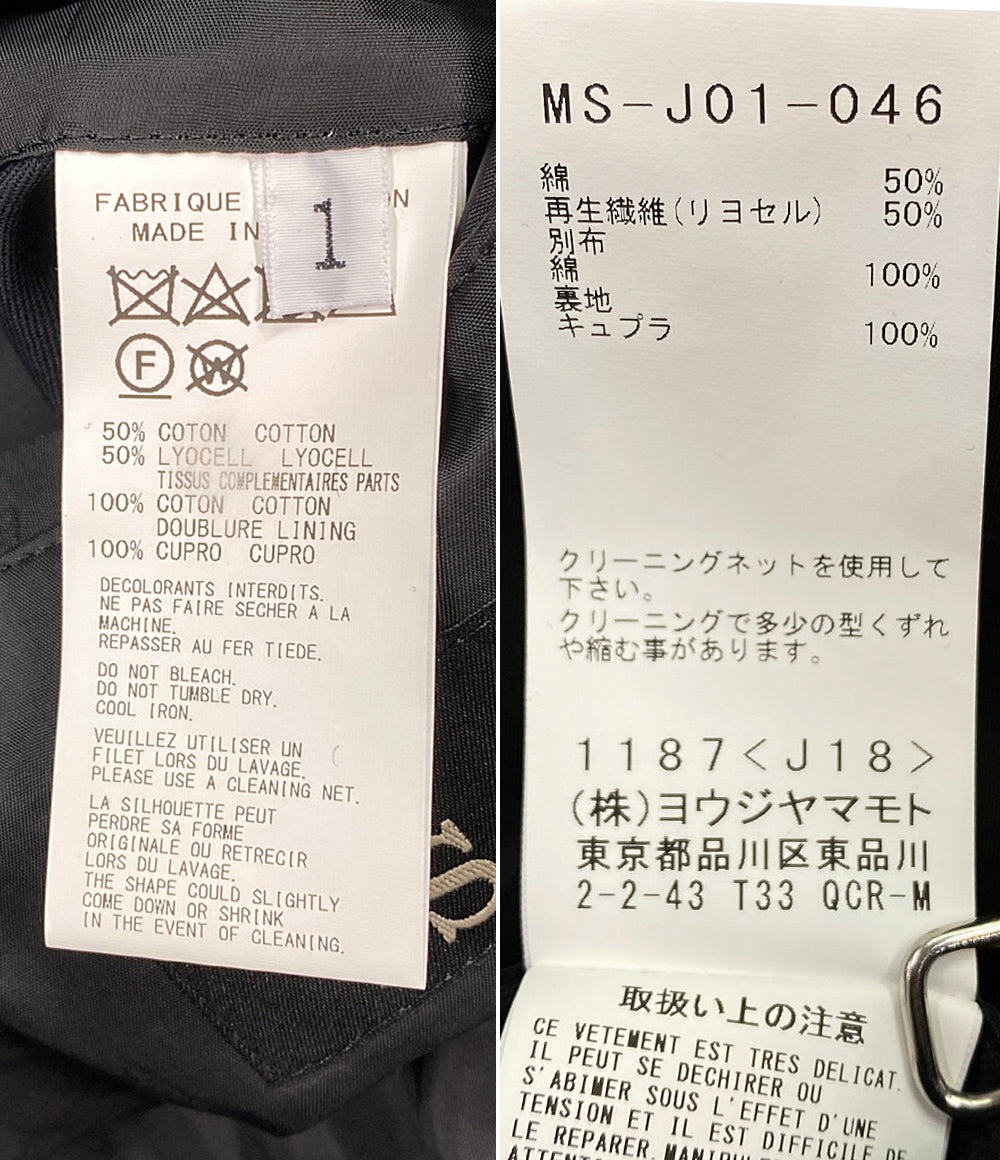 FABRIQUE
N
MADE IN
1
F
W
50% COTON COTTON
50% LYOCELL LYOCELL
TISSUS COMPLEMENTAIRES PARTS
100% COTON COTTON
DOUBLURE LINING
100% CUPRO CUPRO
DECOLORANTS INTERDITS.
NE PAS FAIRE SECHER A LA
MACHINE.
REPASSER AU FER TIEDE.
DO NOT BLEACH.
DO NOT TUMBLE DRY.
COOL IRON.
VEUILLEZ UTILISER UN
FILET LORS DU LAVAGE.
PLEASE USE A CLEANING NET.
LA SILHOUETTE PEUT
PERDRE SA FORME
ORIGINALE OU RETRECIR
LORS DU LAVAGE.
THE SHAPE COULD SLIGHTLY
COME DOWN OR SHRINK
IN THE EVENT OF CLEANING.
MS-J01-046
綿 50%
再生繊維(リヨセル) 50%
別布
綿 100%
裏地
キュプラ 100%
クリーニングネットを使用して
下さい。
クリーニングで多少の型くずれ
や縮む事があります。
1187<J18>
(株)ヨウジヤマモト
東京都品川区東品川
2-2-43 T33 QCR-M
取扱い上の注意
CE VETEMENT EST TRES DELICAT.
IL PEUT SE DECHIRER OU
S'ABIMER SOUS L'EFFET D'UNE
TENSION ET IL EST DIFFICILE DE
LE REPARER.